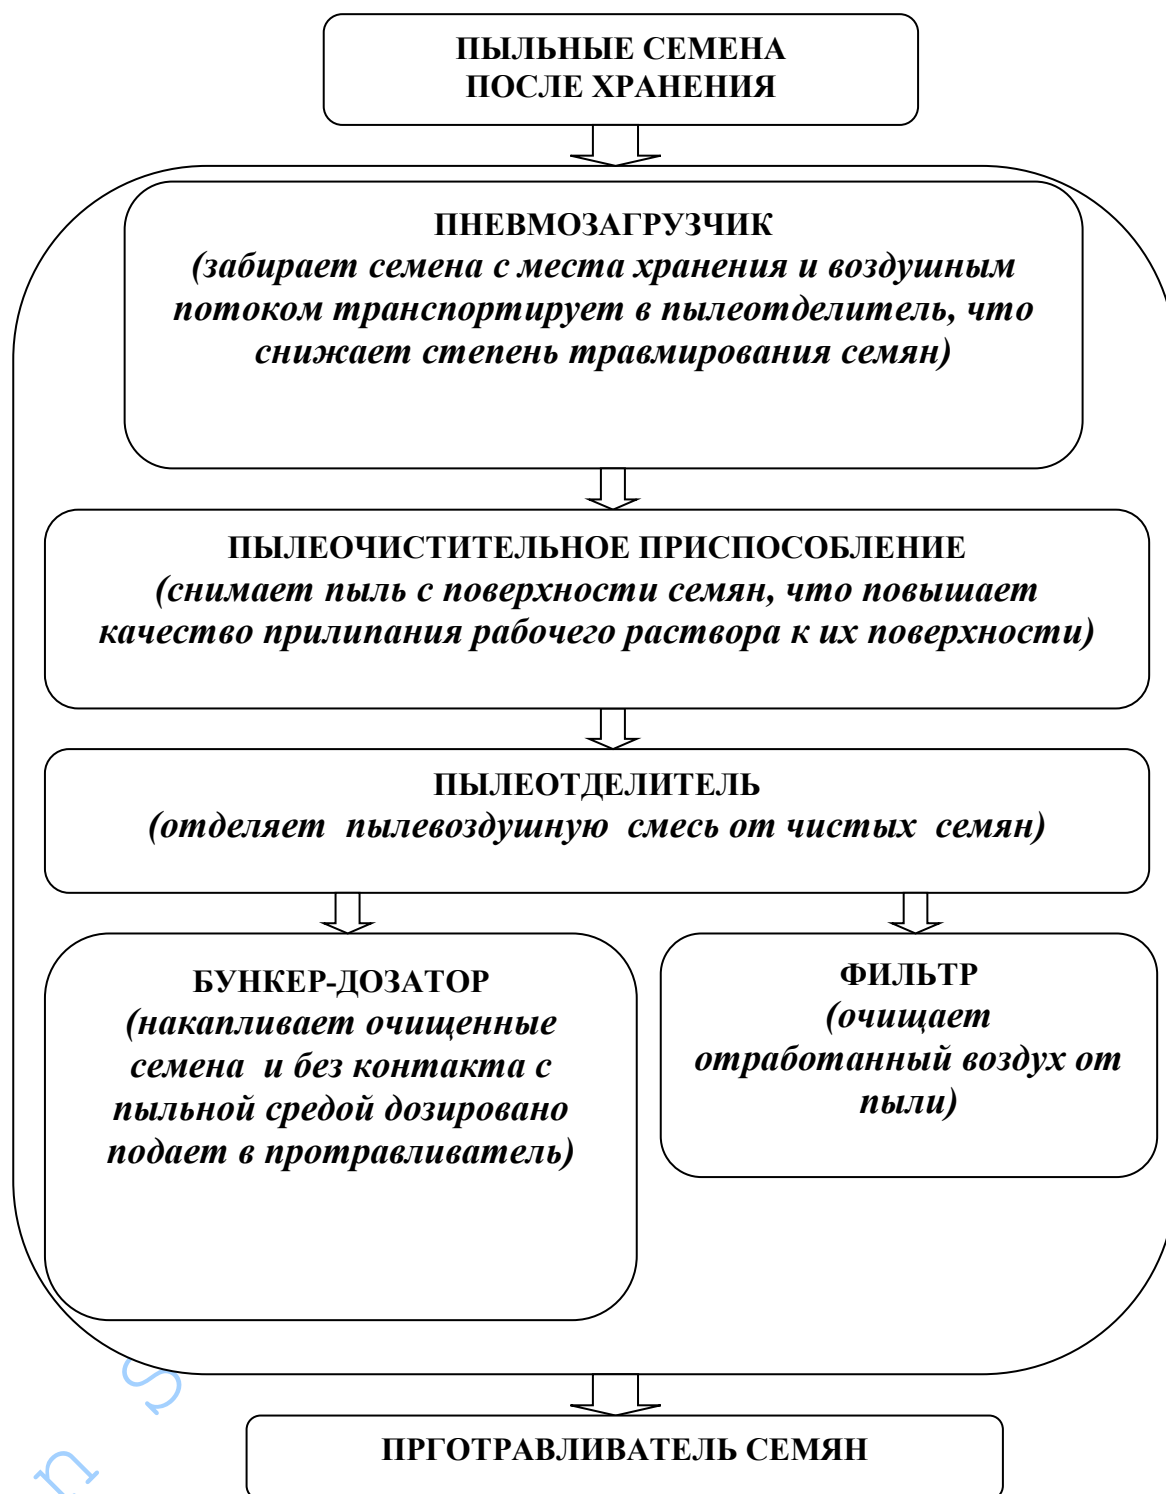 ПЫЛЬНЫЕ СЕМЕНА
ПОСЛЕ ХРАНЕНИЯ
ПНЕВМОЗАГРУЗЧИК
(забирает семена с места хранения и воздушным
потоком транспортирует в пылеотделитель, что
снижает степень травмирования семян)
ПЫЛЕОЧИСТИТЕЛЬНОЕ ПРИСПОСОБЛЕНИЕ
(снимает пыль с поверхности семян, что повышает
качество прилипания рабочего раствора к их поверхности)
ПЫЛЕОТДЕЛИТЕЛЬ
(отделяет пылевоздушную смесь от чистых семян)
БУНКЕР-ДОЗАТОР
(накапливает очищенные
семена и без контакта с
пыльной средой дозировано
подает в протравливатель)
ФИЛЬТР
(очищает
отработанный воздух от
пыли)
ПРГОТРАВЛИВАТЕЛЬ СЕМЯН
n s